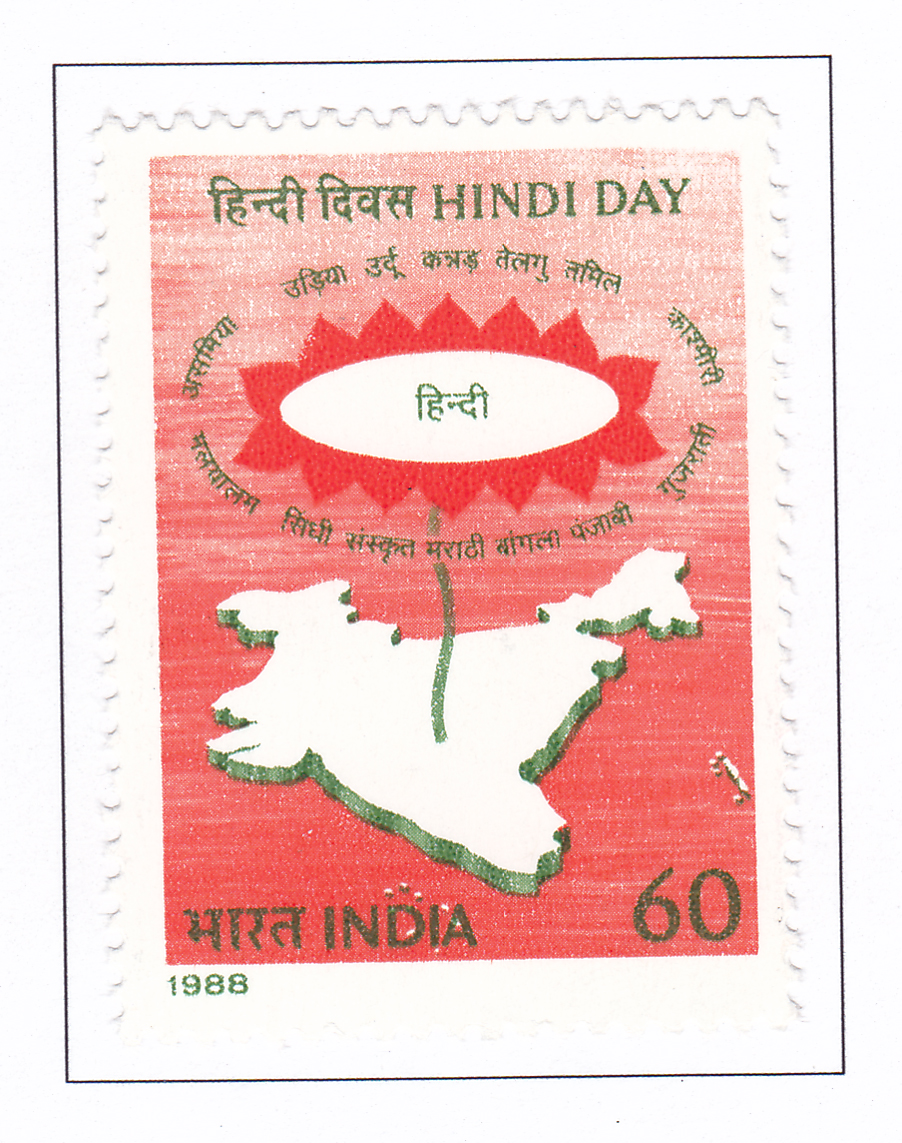 हिन्दी दिवस HINDI DAY
उड़िया उर्दू कन्नड़ तेलगु तमिल
असमिया
काश्मीरी
हिन्दी
मलयालम
गुजराती
सिंधी संस्कृत मराठी बांगला पंजाबी
भारत INDIA
60
1988